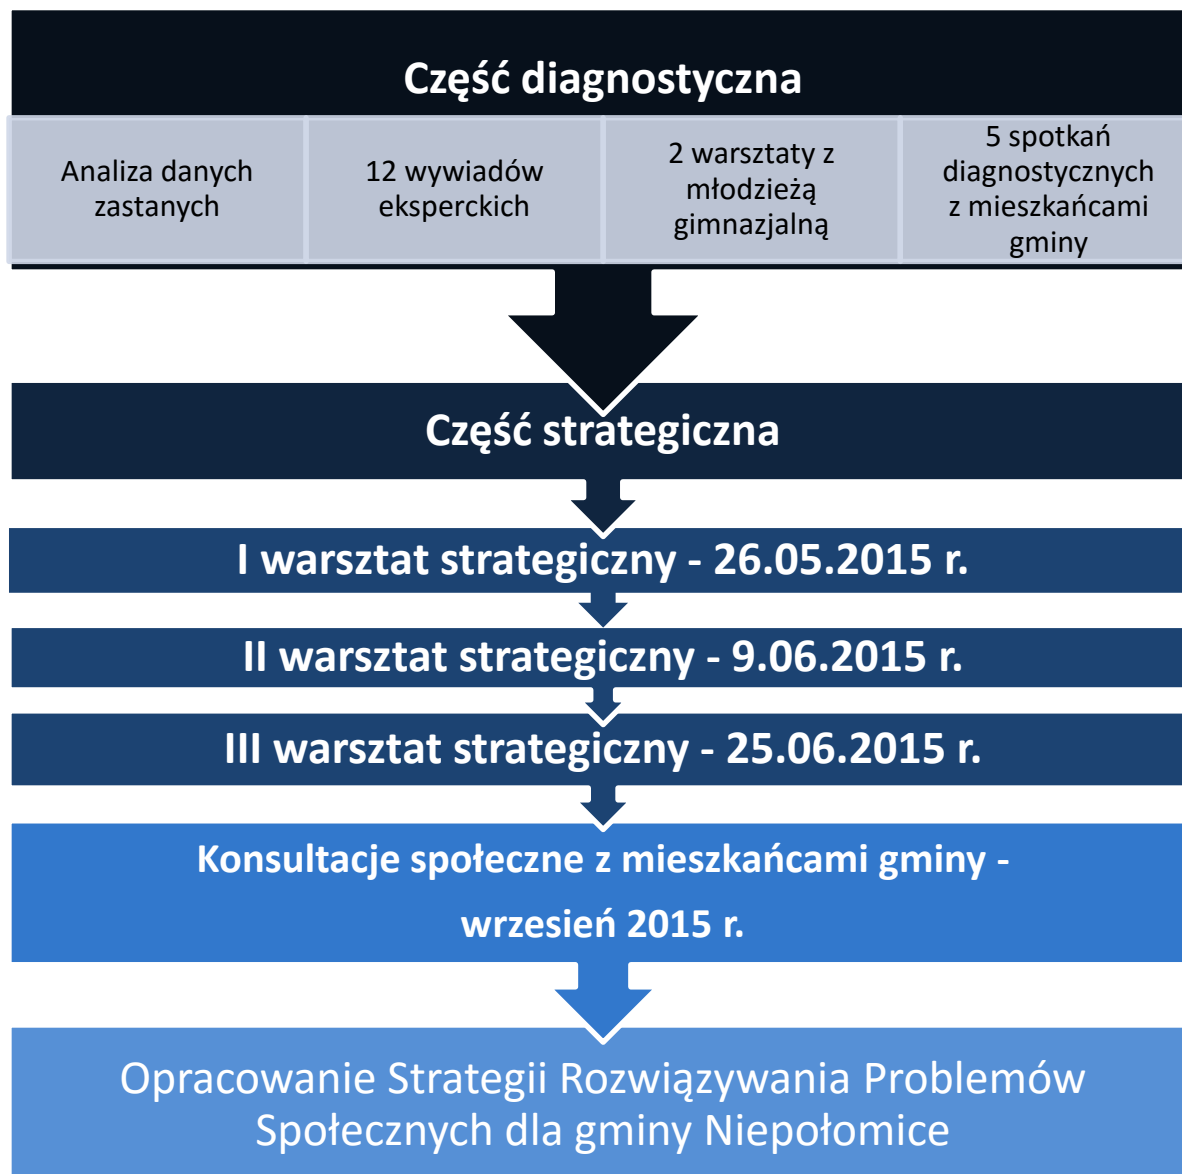 Część diagnostyczna
Analiza danych
zastanych
12 wywiadów
eksperckich
2 warsztaty z
młodzieżą
gimnazjalną
5 spotkań
diagnostycznych
z mieszkańcami
gminy
Część strategiczna
I warsztat strategiczny - 26.05.2015 r.
II warsztat strategiczny - 9.06.2015 r.
III warsztat strategiczny - 25.06.2015 r.
Konsultacje społeczne z mieszkańcami gminy -
wrzesień 2015 r.
Opracowanie Strategii Rozwiązywania Problemów
Społecznych dla gminy Niepołomice